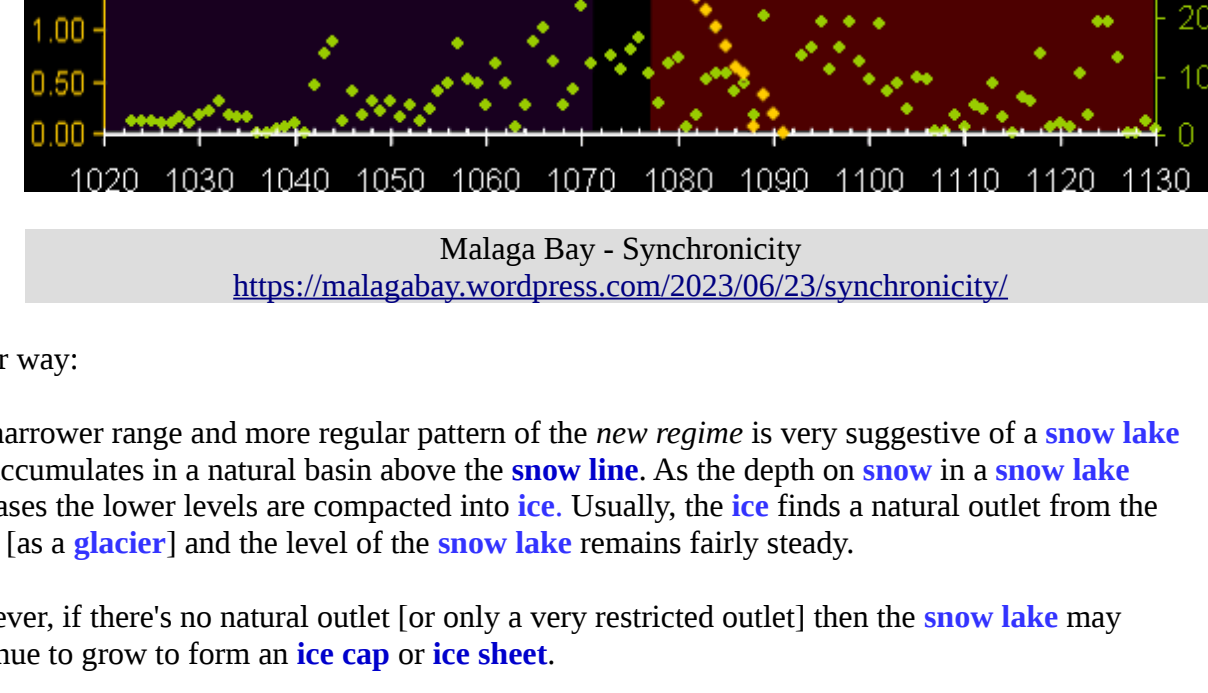 1.00
20
0.50
10
0.00
0
1020 1030 1040 1050 1060 1070 1080 1090 1100 1110 1120 1130
Malaga Bay - Synchronicity
https://malagabay.wordpress.com/2023/06/23/synchronicity/
r way:
narrower range and more regular pattern of the new regime is very suggestive of a snow lake
ccumulates in a natural basin above the snow line. As the depth on snow in a snow lake
ases the lower levels are compacted into ice. Usually, the ice finds a natural outlet from the
[as a glacier] and the level of the snow lake remains fairly steady.
ever, if there's no natural outlet [or only a very restricted outlet] then the snow lake may
nue to grow to form an ice cap or ice sheet.